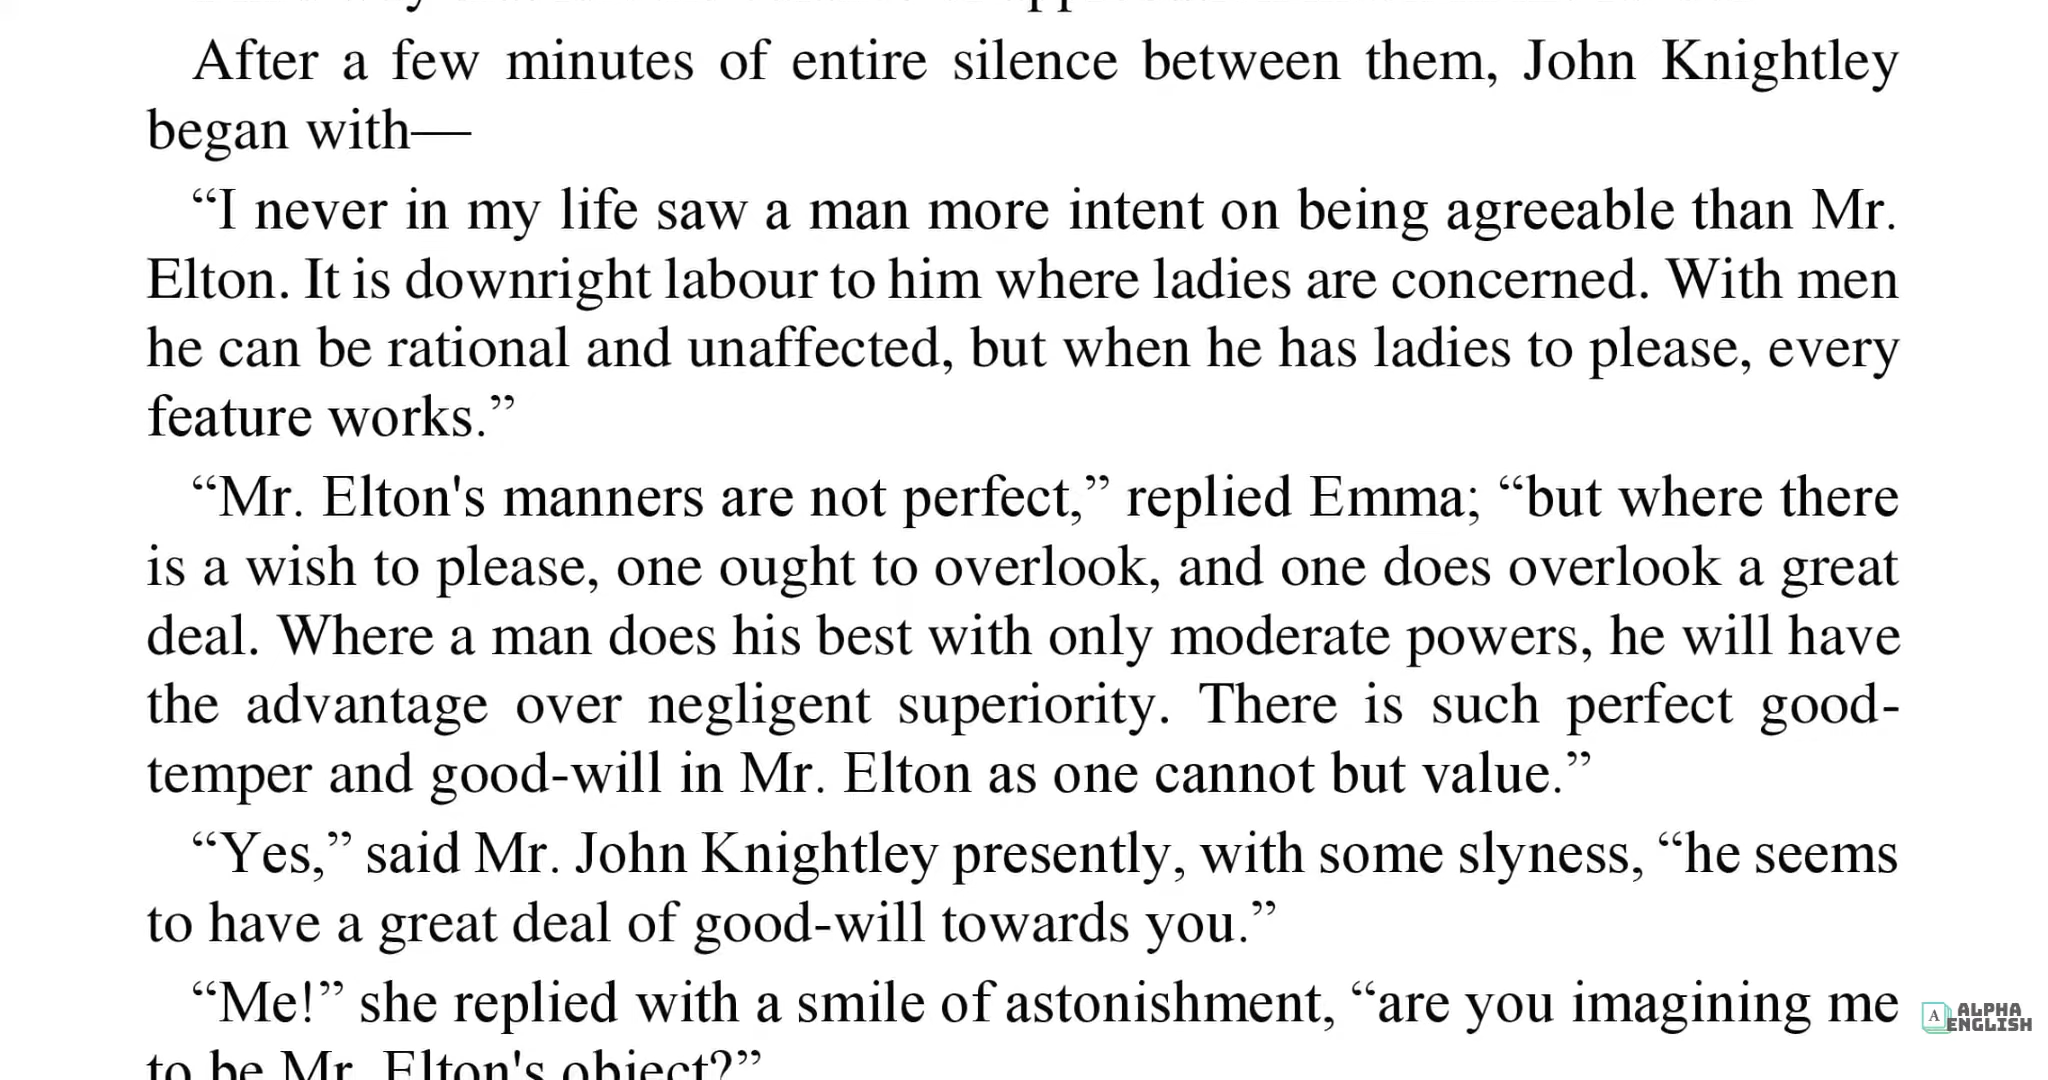 After a few minutes of entire silence between them, John Knightley
began with—
“I never in my life saw a man more intent on being agreeable than Mr.
Elton. It is downright labour to him where ladies are concerned. With men
he can be rational and unaffected, but when he has ladies to please, every
feature works.”
“Mr. Elton's manners are not perfect,” replied Emma; “but where there
is a wish to please, one ought to overlook, and one does overlook a great
deal. Where a man does his best with only moderate powers, he will have
the advantage over negligent superiority. There is such perfect good-
temper and good-will in Mr. Elton as one cannot but value.”
“Yes,” said Mr. John Knightley presently, with some slyness, “he seems
to have a great deal of good-will towards you.”
“Me!” she replied with a smile of astonishment, “are you imagining me
to be Mr. Elton's object?”
A ALPHA
ENGLISH